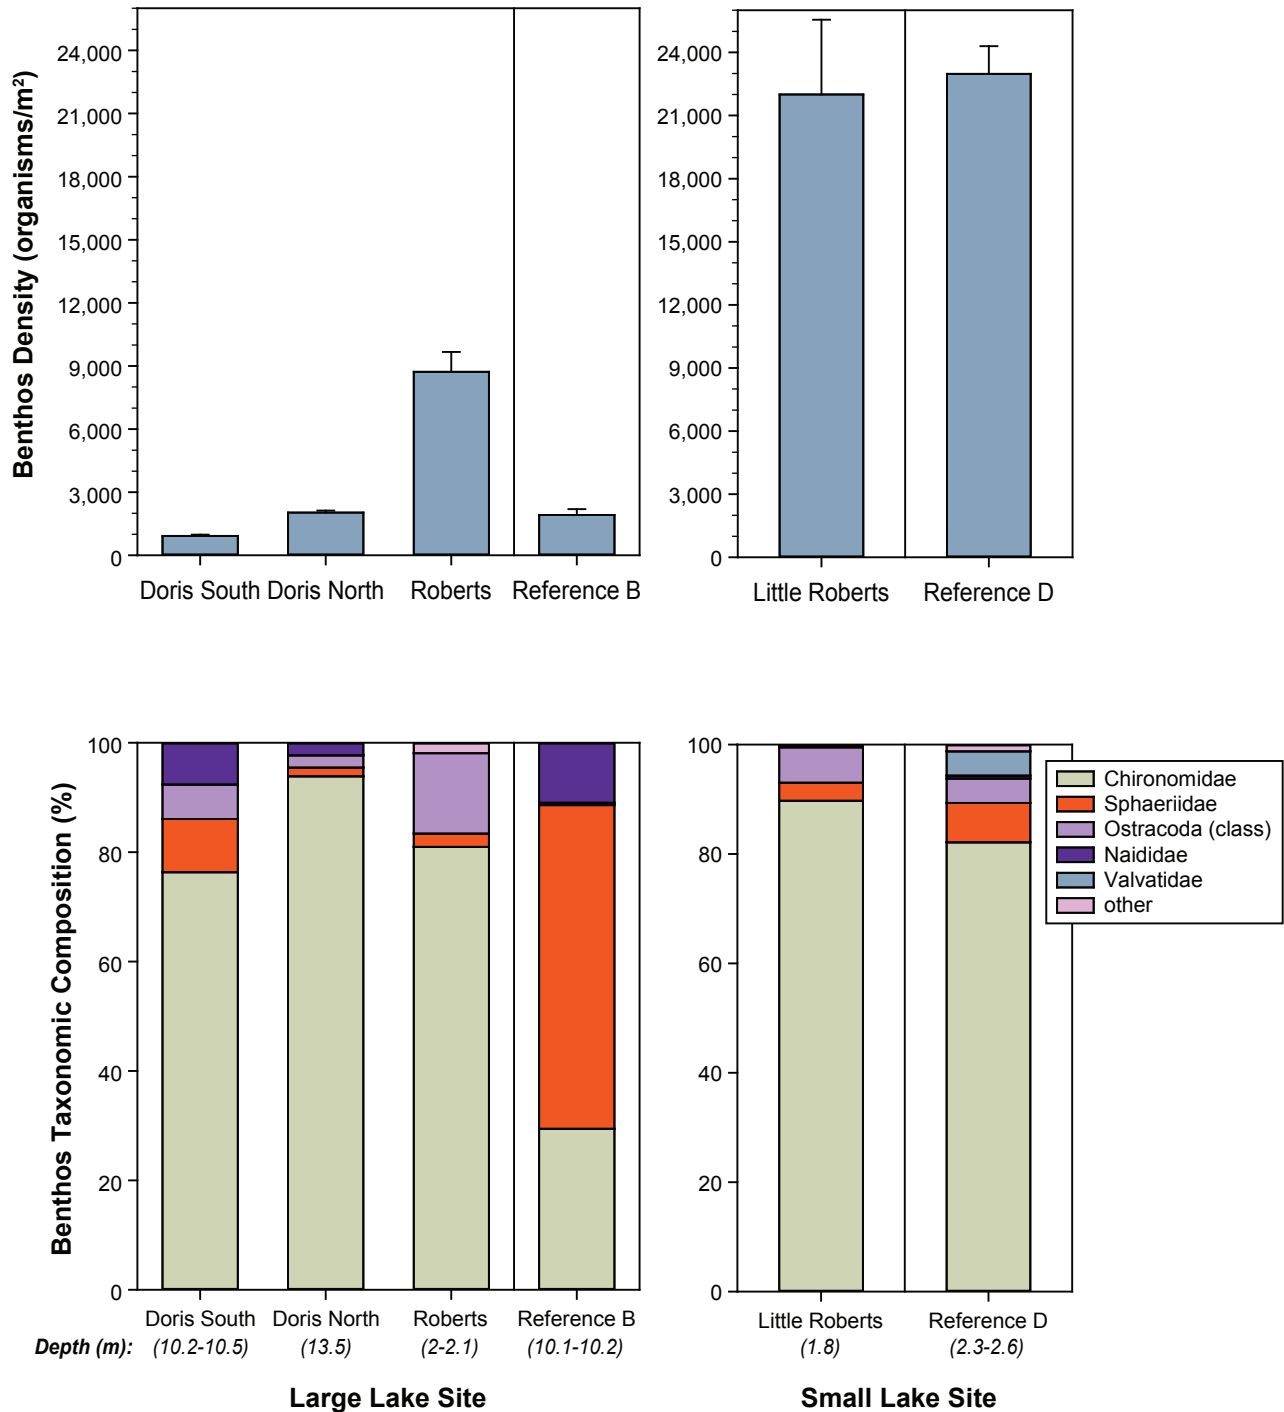 Benthos Density (organisms/m²)
24,000
21,000
18,000
15,000
12,000
9,000
6,000
3,000
0
Doris South Doris North Roberts Reference B
24,000
21,000
18,000
15,000
12,000
9,000
6,000
3,000
0
Little Roberts Reference D
Benthos Taxonomic Composition (%)
100
80
60
40
20
0
100
80
60
40
20
0
Chironomidae
Sphaeriidae
Ostracoda (class)
Naididae
Valvatidae
other
Doris South Doris North Roberts Reference B
Depth (m): (10.2-10.5) (13.5) (2-2.1) (10.1-10.2)
Large Lake Site
Little Roberts Reference D
(1.8) (2.3-2.6)
Small Lake Site